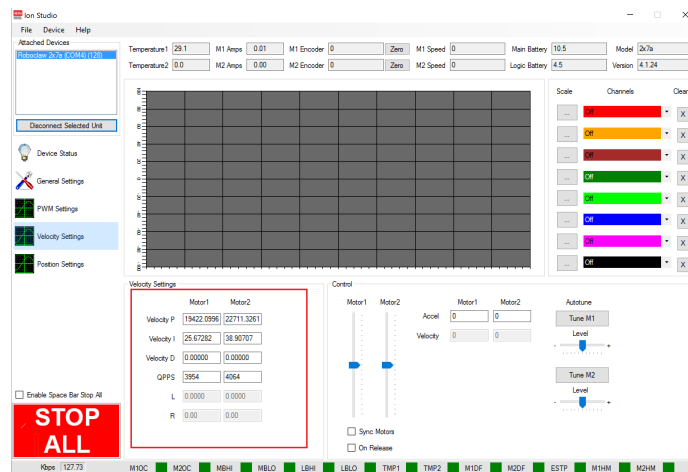 Ion Studio
File Device Help
Attached Devices
Roboclaw 2x7a (COM4) (128)
Disconnect Selected Unit
Device Status
General Settings
PWM Settings
Velocity Settings
Position Settings
Enable Space Bar Stop All
STOP
ALL
Temperature1 29.1 M1 Amps 0.01 M1 Encoder 0 Zero M1 Speed 0 Main Battery 10.5 Model 2x7a
Temperature2 0.0 M2 Amps 0.00 M2 Encoder 0 Zero M2 Speed 0 Logic Battery 4.5 Version 4.1.24
Scale Channels Clear
... Off X
... Off X
... Off X
... Off X
... Off X
... Off X
... Off X
... Off X
Velocity Settings
Motor1 Motor2
Velocity P 19422.0996 22711.3261
Velocity I 25.67282 38.90707
Velocity D 0.00000 0.00000
QPPS 3954 4064
L 0.0000 0.0000
R 0.00 0.00
Control
Motor1 Motor2
Motor1 Motor2
Accel 0 0
Velocity 0 0
Sync Motors
On Release
Autotune
Tune M1
Level
- +
Tune M2
Level
- +
Kbps 127.73 M1OC M2OC MBHI MBLO LBHI LBLO TMP1 TMP2 M1DF M2DF ESTP M1HM M2HM